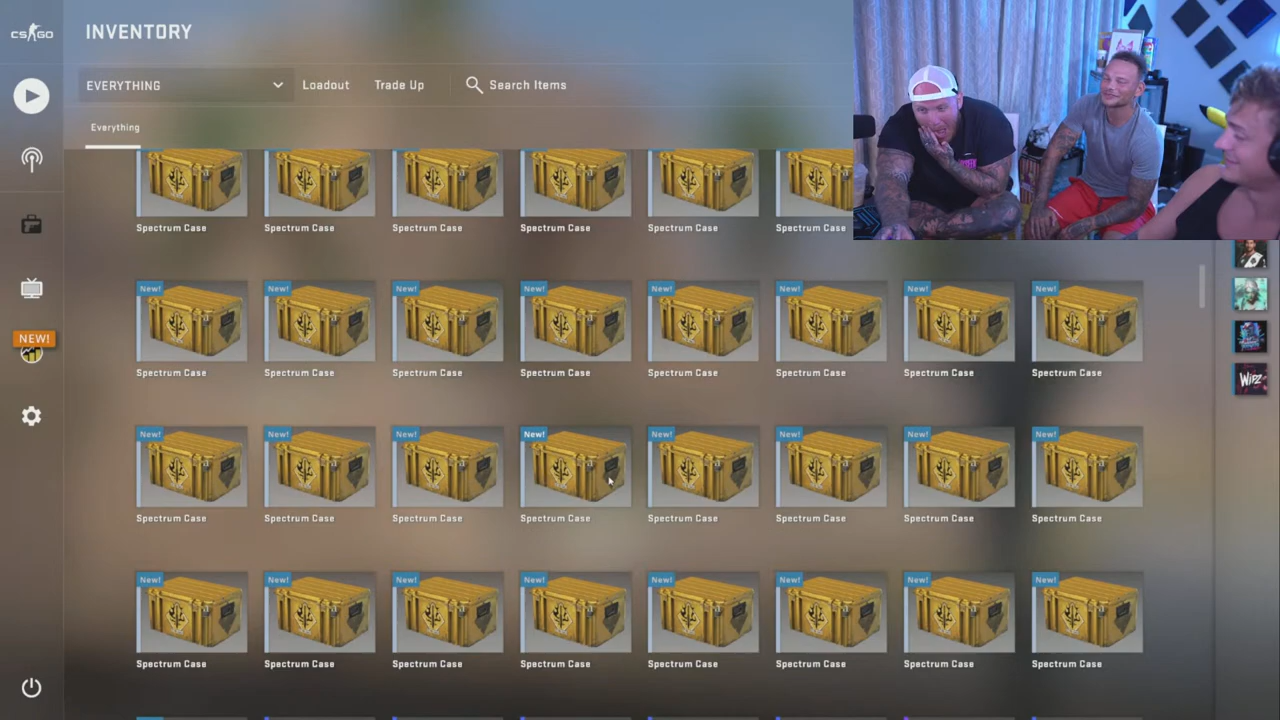 CS GO
INVENTORY
EVERYTHING
Loadout
Trade Up
Search Items
Everything
Spectrum Case Spectrum Case Spectrum Case Spectrum Case Spectrum Case Spectrum Case
New! New! New! New! New! New! New! New!
NEW!
Spectrum Case Spectrum Case Spectrum Case Spectrum Case Spectrum Case Spectrum Case Spectrum Case Spectrum Case
WIPZ
New! New! New! New! New! New! New! New!
Spectrum Case Spectrum Case Spectrum Case Spectrum Case Spectrum Case Spectrum Case Spectrum Case Spectrum Case
New! New! New! New! New! New! New! New!
Spectrum Case Spectrum Case Spectrum Case Spectrum Case Spectrum Case Spectrum Case Spectrum Case Spectrum Case